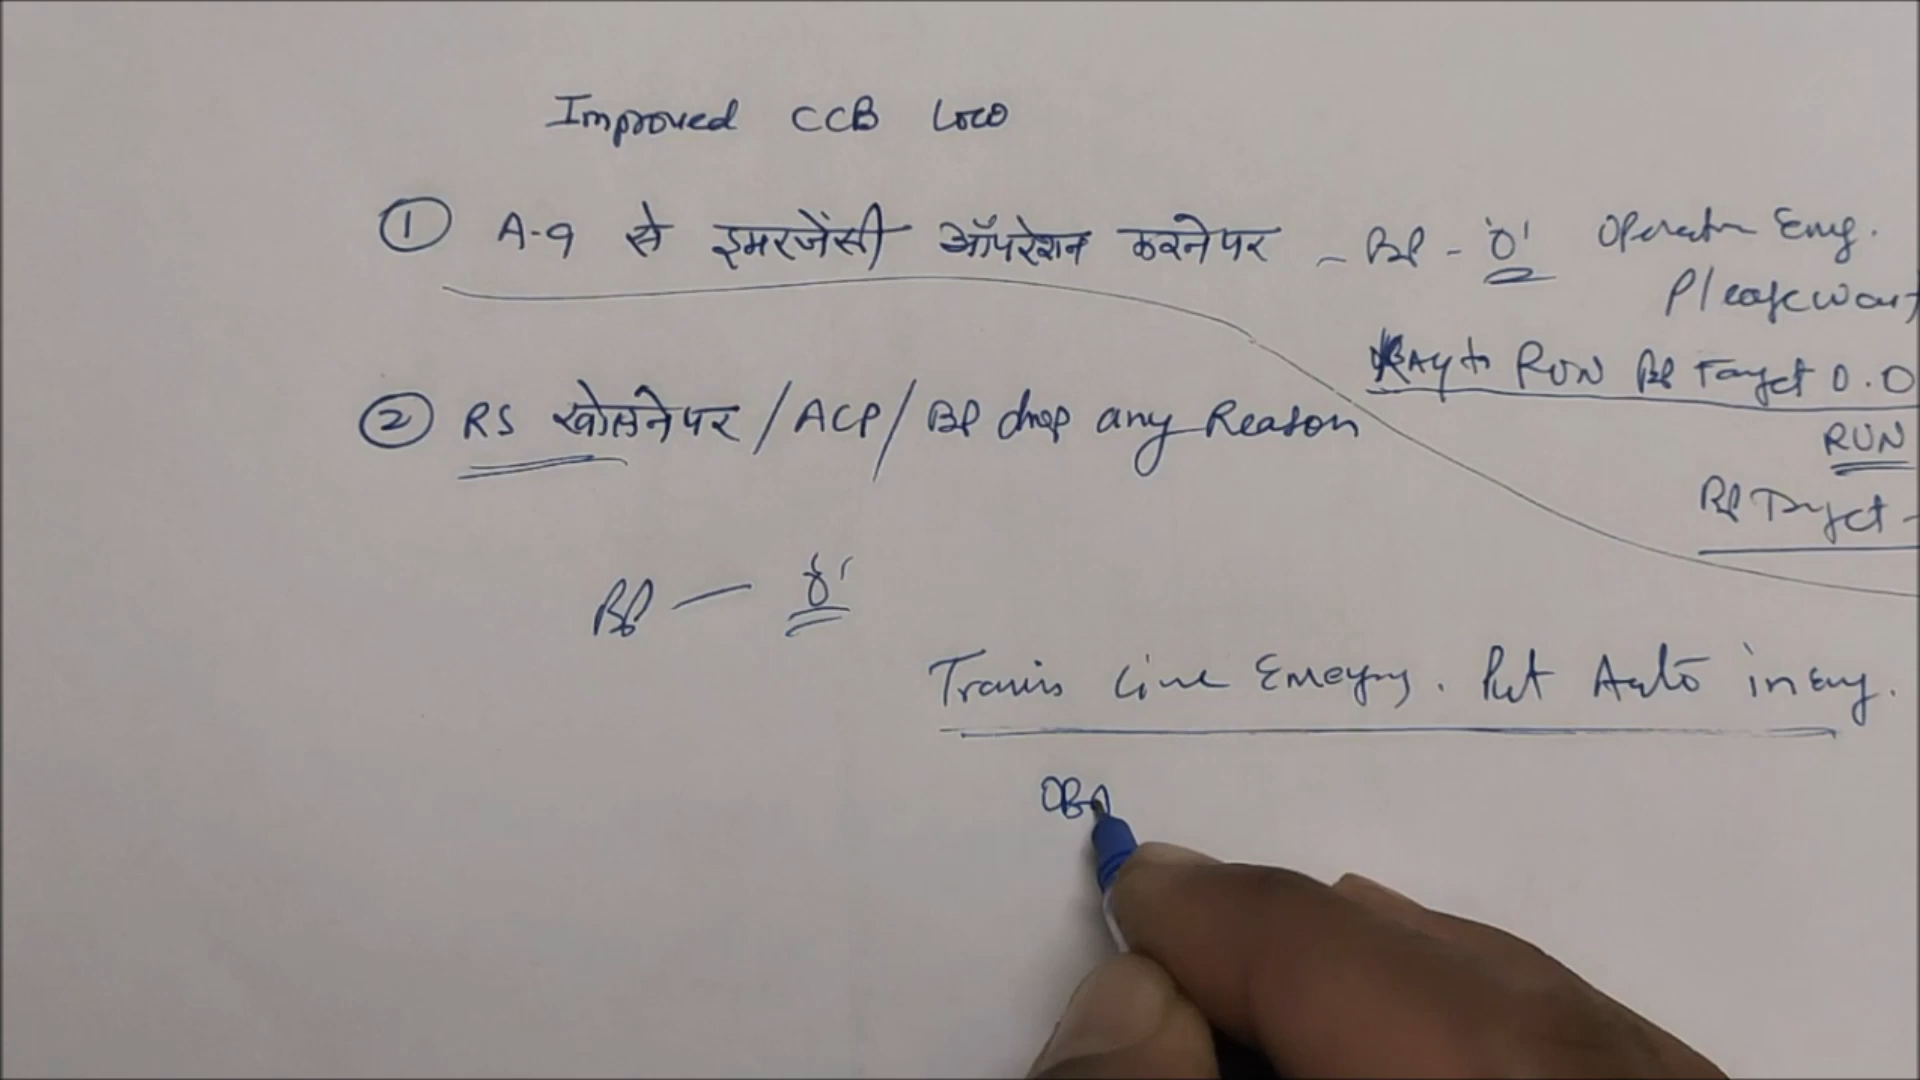 Improved CCB Loco
① A-9 से इमरजेंसी ऑपरेशन करनेपर - BP - '0' Operator Emg.
Please wait
to RUN BP Target 0.0
RUN
② RS खोलनेपर / ACP / BP drop any Reason
BP Target -
BP — '0'
Train Line Emergency. Put Auto in emg.